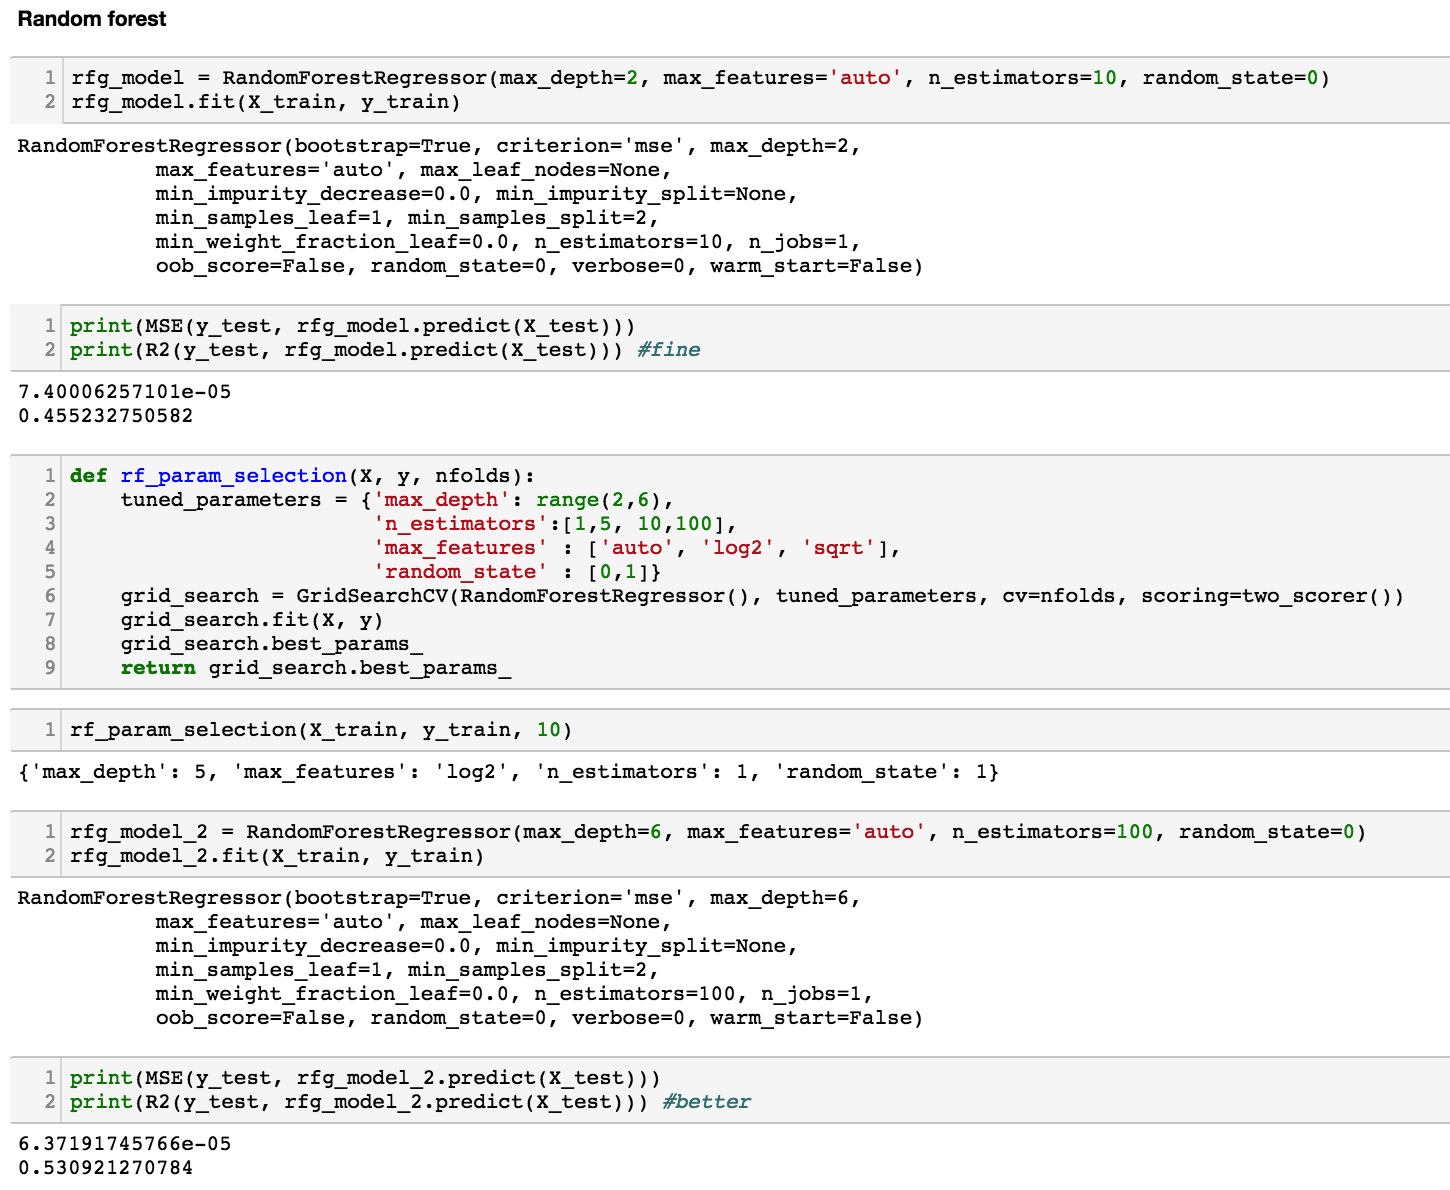 Random forest
1 rfg_model = RandomForestRegressor(max_depth=2, max_features='auto', n_estimators=10, random_state=0)
2 rfg_model.fit(X_train, y_train)
RandomForestRegressor(bootstrap=True, criterion='mse', max_depth=2,
           max_features='auto', max_leaf_nodes=None,
           min_impurity_decrease=0.0, min_impurity_split=None,
           min_samples_leaf=1, min_samples_split=2,
           min_weight_fraction_leaf=0.0, n_estimators=10, n_jobs=1,
           oob_score=False, random_state=0, verbose=0, warm_start=False)
1 print(MSE(y_test, rfg_model.predict(X_test)))
2 print(R2(y_test, rfg_model.predict(X_test))) #fine
7.40006257101e-05
0.455232750582
1 def rf_param_selection(X, y, nfolds):
2     tuned_parameters = {'max_depth': range(2,6),
3                         'n_estimators':[1,5, 10,100],
4                         'max_features' : ['auto', 'log2', 'sqrt'],
5                         'random_state' : [0,1]}
6     grid_search = GridSearchCV(RandomForestRegressor(), tuned_parameters, cv=nfolds, scoring=two_scorer())
7     grid_search.fit(X, y)
8     grid_search.best_params_
9     return grid_search.best_params_
1 rf_param_selection(X_train, y_train, 10)
{'max_depth': 5, 'max_features': 'log2', 'n_estimators': 1, 'random_state': 1}
1 rfg_model_2 = RandomForestRegressor(max_depth=6, max_features='auto', n_estimators=100, random_state=0)
2 rfg_model_2.fit(X_train, y_train)
RandomForestRegressor(bootstrap=True, criterion='mse', max_depth=6,
           max_features='auto', max_leaf_nodes=None,
           min_impurity_decrease=0.0, min_impurity_split=None,
           min_samples_leaf=1, min_samples_split=2,
           min_weight_fraction_leaf=0.0, n_estimators=100, n_jobs=1,
           oob_score=False, random_state=0, verbose=0, warm_start=False)
1 print(MSE(y_test, rfg_model_2.predict(X_test)))
2 print(R2(y_test, rfg_model_2.predict(X_test))) #better
6.37191745766e-05
0.530921270784